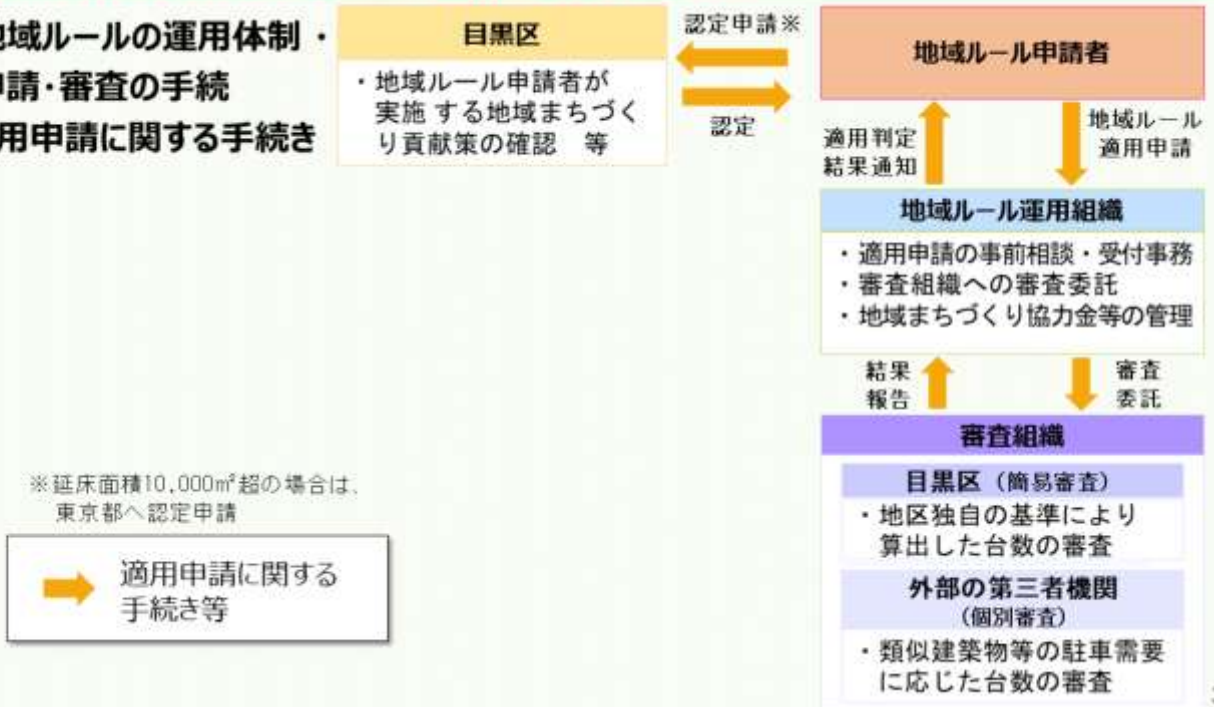 地域ルールの運用体制・
申請・審査の手続
用申請に関する手続き
目黒区
・地域ルール申請者が
実施 する地域まちづく
り貢献策の確認 等
認定申請※
認定
地域ルール申請者
適用判定
結果通知
地域ルール
適用申請
地域ルール運用組織
・適用申請の事前相談・受付事務
・審査組織への審査委託
・地域まちづくり協力金等の管理
結果
報告
審査
委託
審査組織
目黒区（簡易審査）
・地区独自の基準により
算出した台数の審査
外部の第三者機関
（個別審査）
・類似建築物等の駐車需要
に応じた台数の審査
※延床面積10,000㎡超の場合は、
東京都へ認定申請
適用申請に関する
手続き等